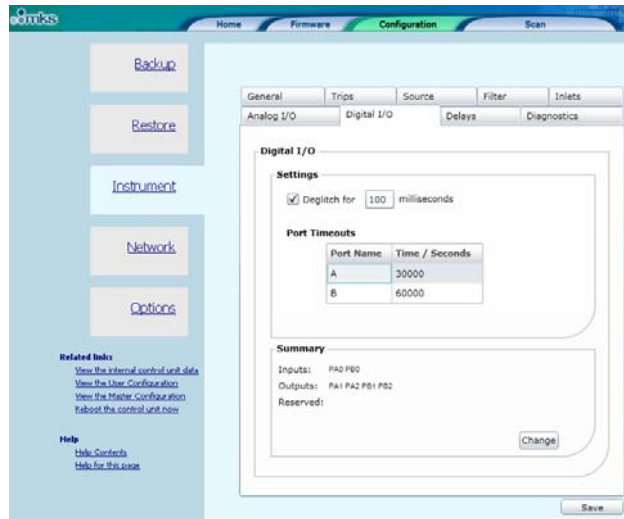 mks
Home Firmware Configuration Scan
Backup
Restore
Instrument
Network
Options
Related links
View the internal control unit data
View the User Configuration
View the Master Configuration
Reboot the control unit now
Help
Help Contents
Help for this page
General Trips Source Filter Inlets
Analog I/O Digital I/O Delays Diagnostics
Digital I/O
Settings
Deglitch for 100 milliseconds
Port Timeouts
Port Name Time / Seconds
A 30000
B 60000
Summary
Inputs: PA0 PB0
Outputs: PA1 PA2 PB1 PB2
Reserved:
Change
Save